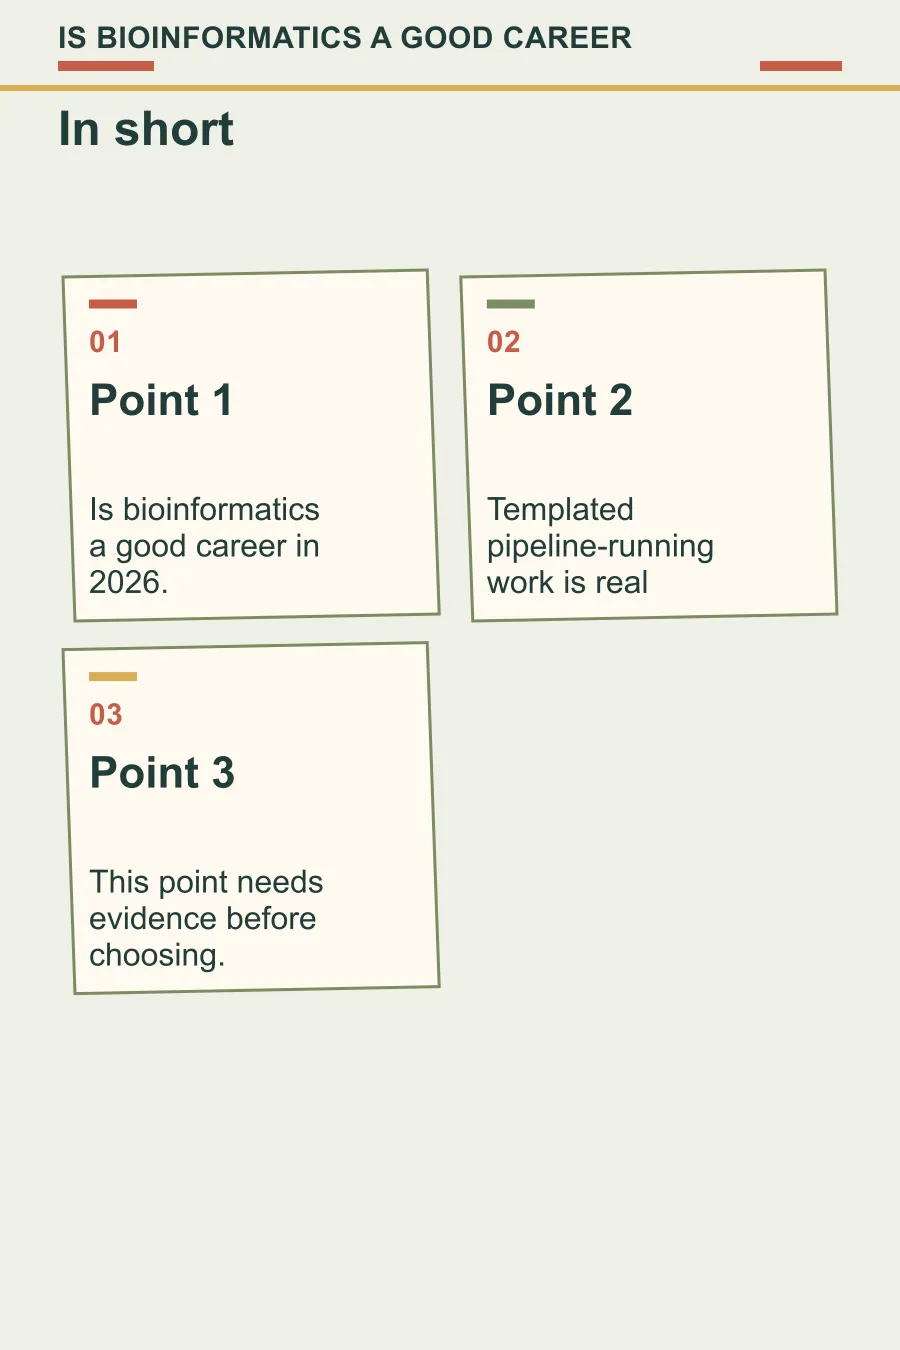 IS BIOINFORMATICS A GOOD CAREER
In short
01
Point 1
Is bioinformatics
a good career in
2026.
02
Point 2
Templated
pipeline-running
work is real
03
Point 3
This point needs
evidence before
choosing.